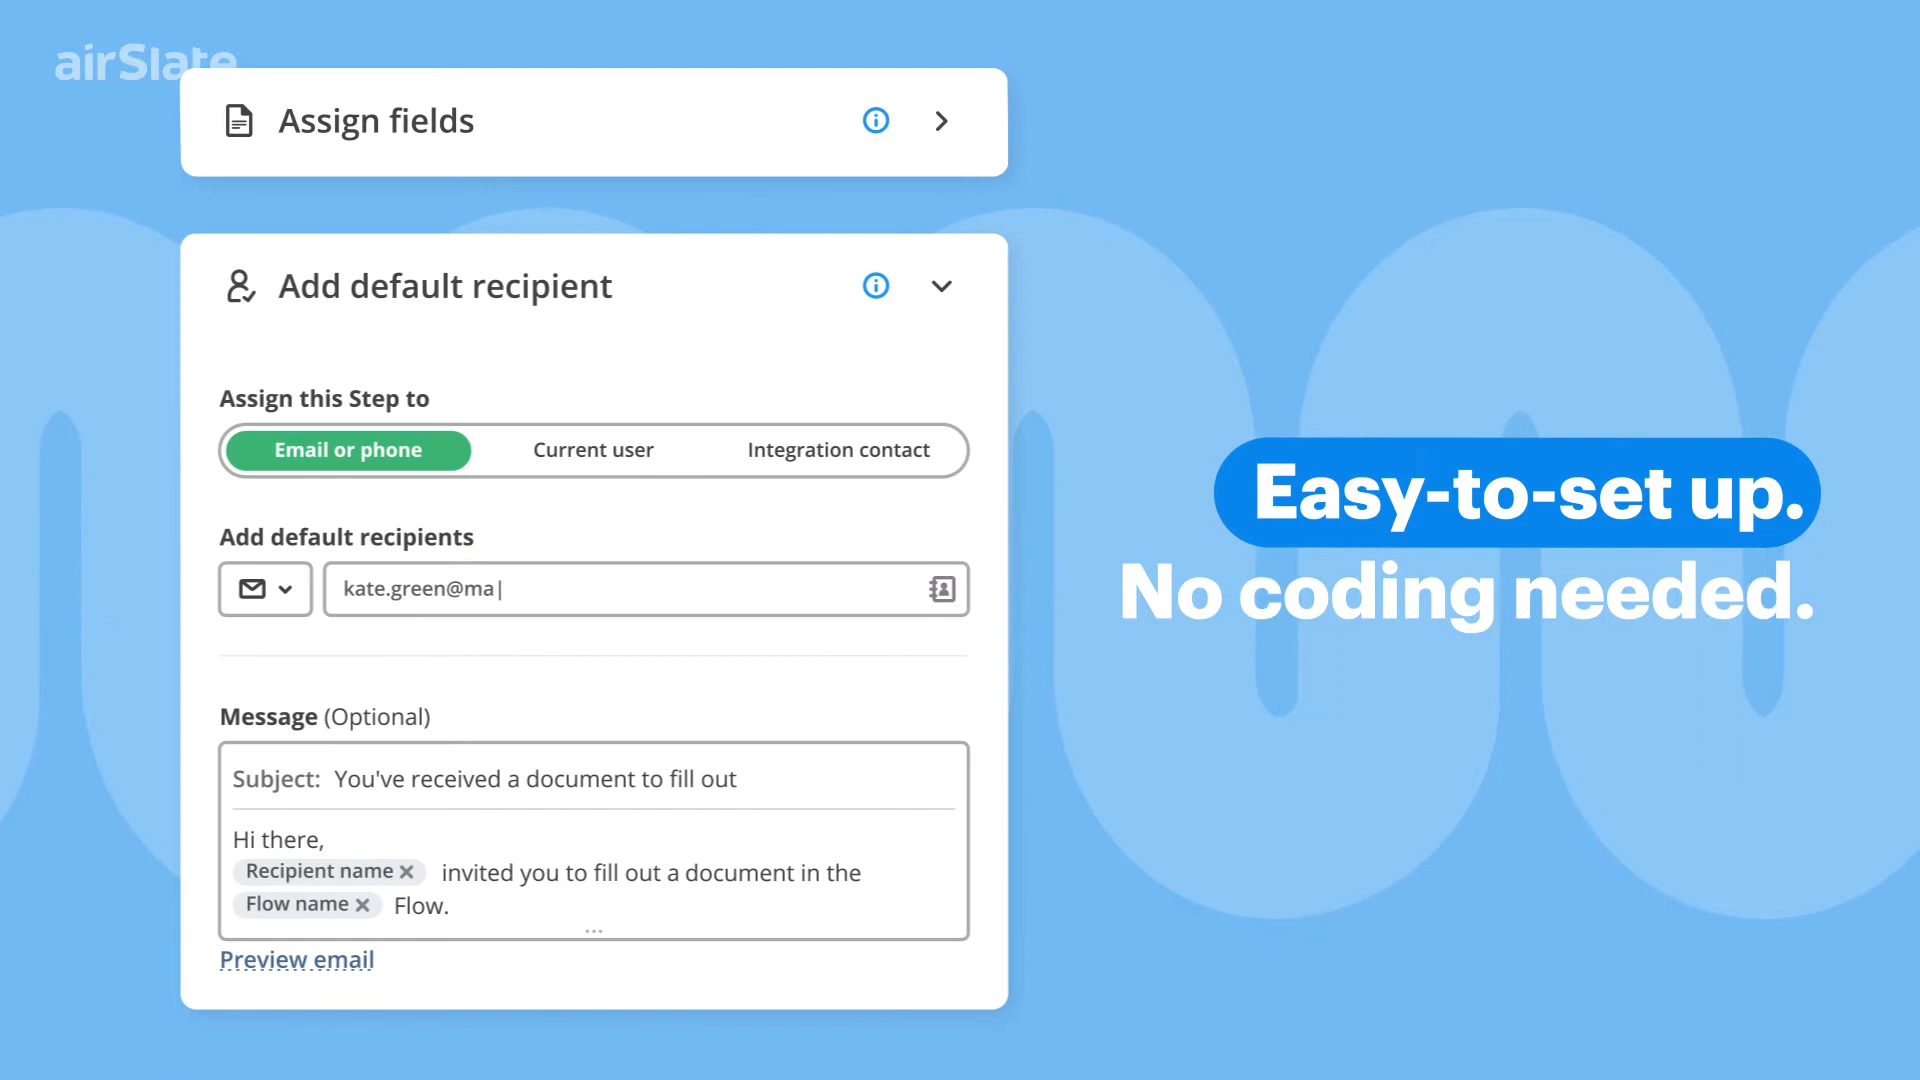 airSlate
Assign fields
Add default recipient
Assign this Step to
Email or phone Current user Integration contact
Add default recipients
kate.green@ma
Message (Optional)
Subject: You've received a document to fill out
Hi there,
Recipient name invited you to fill out a document in the
Flow name Flow.
...
Preview email
Easy-to-set up.
No coding needed.